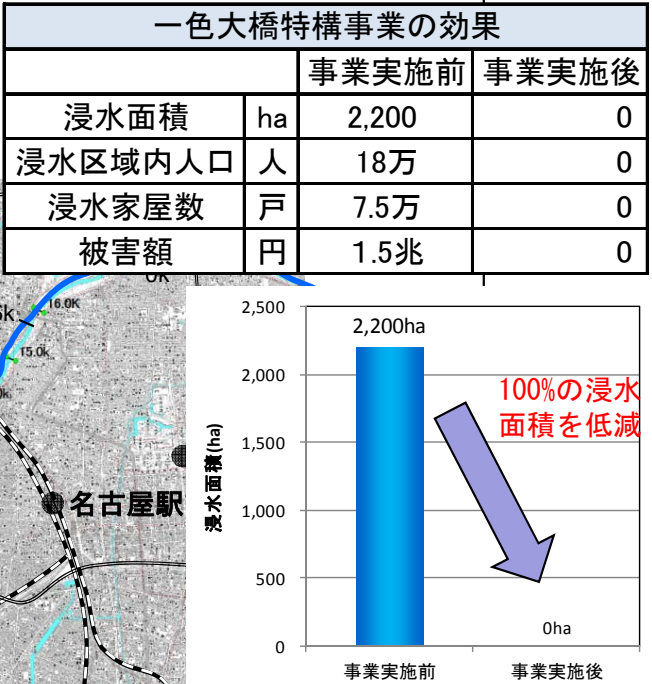 一色大橋特構事業の効果
事業実施前 事業実施後
浸水面積 ha 2,200 0
浸水区域内人口 人 18万 0
浸水家屋数 戸 7.5万 0
被害額 円 1.5兆 0
16.0K
15.0k
名古屋駅
2,500
2,000
1,500
1,000
500
0
浸水面積(ha)
2,200ha
100%の浸水
面積を低減
0ha
事業実施前 事業実施後